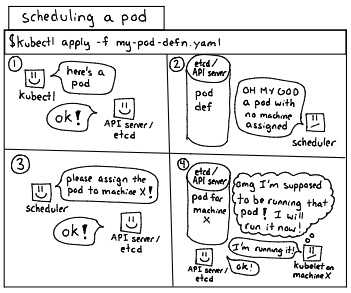 scheduling a pod
$kubectl apply -f my-pod-defn.yaml
1
here's a
pod
kubectl
ok!
API server/
etcd
2
etcd/
API server
pod
def
OH MY GOD
a pod with
no machine
assigned
scheduler
3
please assign the
pod to machine X!
scheduler
ok!
API server/
etcd
4
etcd/
API server
pod for
machine
X
omg I'm supposed
to be running that
pod! I will
run it now!
I'm running it!
ok!
API server/
etcd
kubelet on
machine X